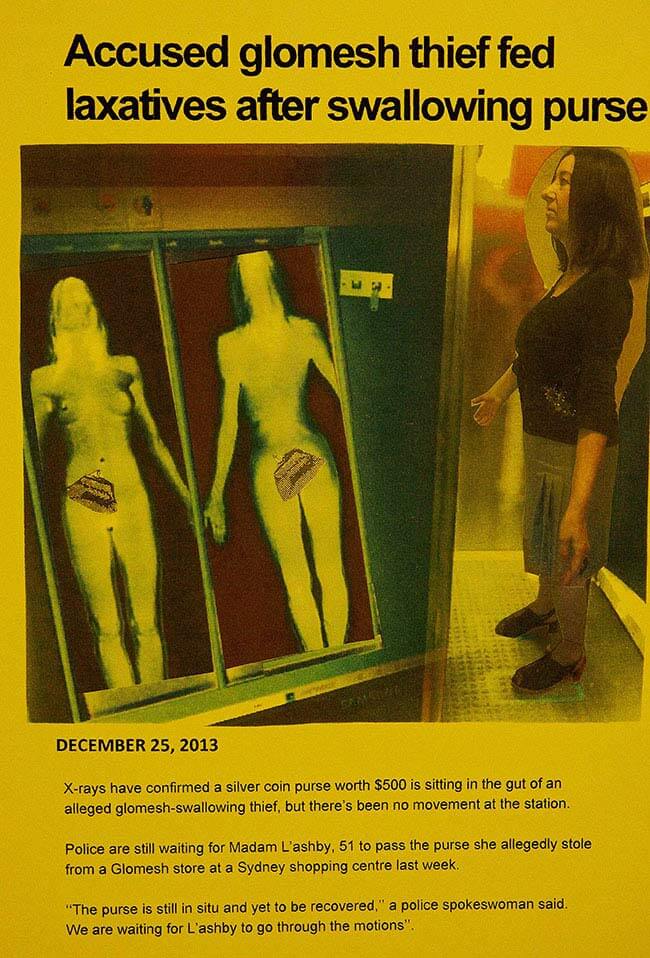 Accused glomesh thief fed
laxatives after swallowing purse
DECEMBER 25, 2013
X-rays have confirmed a silver coin purse worth $500 is sitting in the gut of an
alleged glomesh-swallowing thief, but there's been no movement at the station.
Police are still waiting for Madam L'ashby, 51 to pass the purse she allegedly stole
from a Glomesh store at a Sydney shopping centre last week.
"The purse is still in situ and yet to be recovered," a police spokeswoman said.
We are waiting for L'ashby to go through the motions".